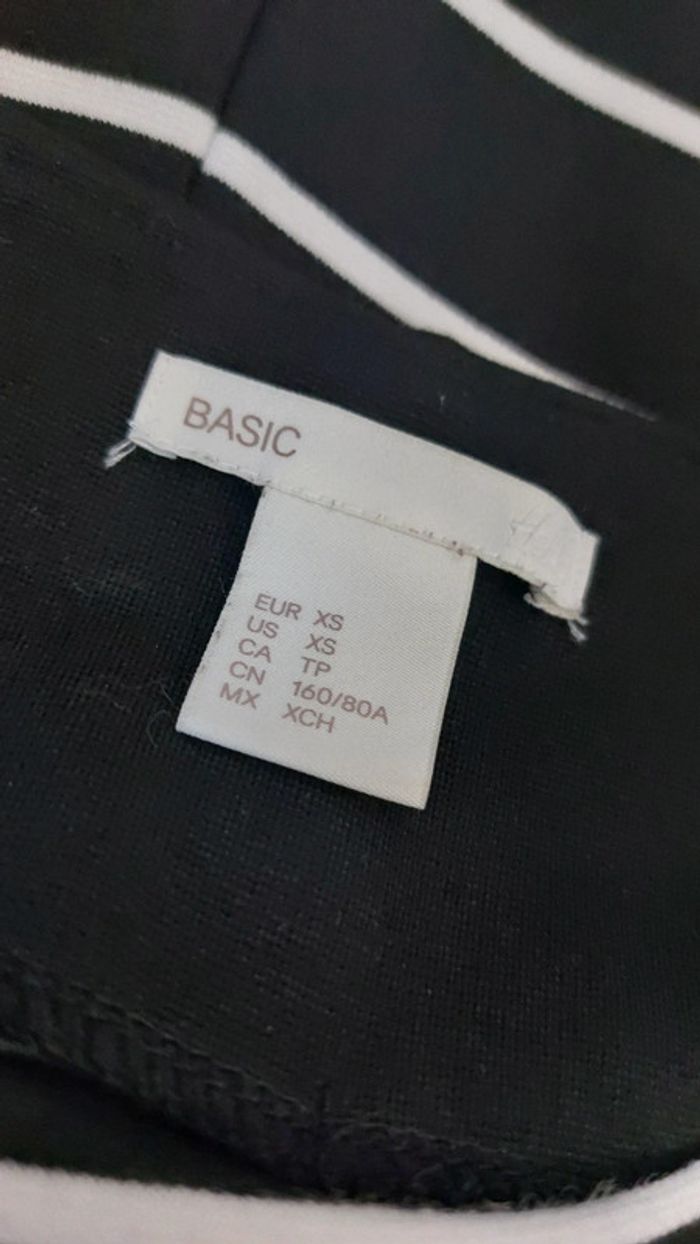 BASIC
EUR XS
US XS
CA TP
CN 160/80A
MX XCH